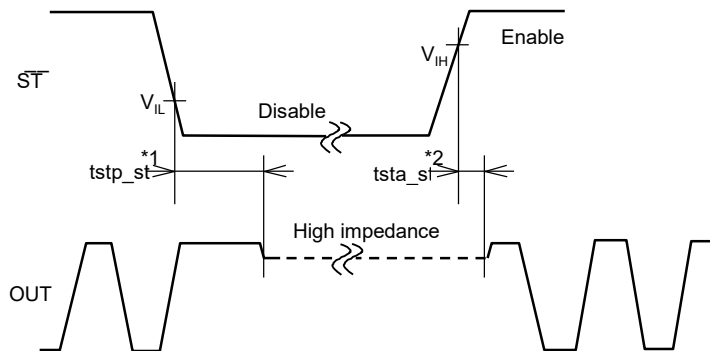 Enable
ST
V_IH
V_IL
Disable
*1
tstp_st
*2
tsta_st
High impedance
OUT